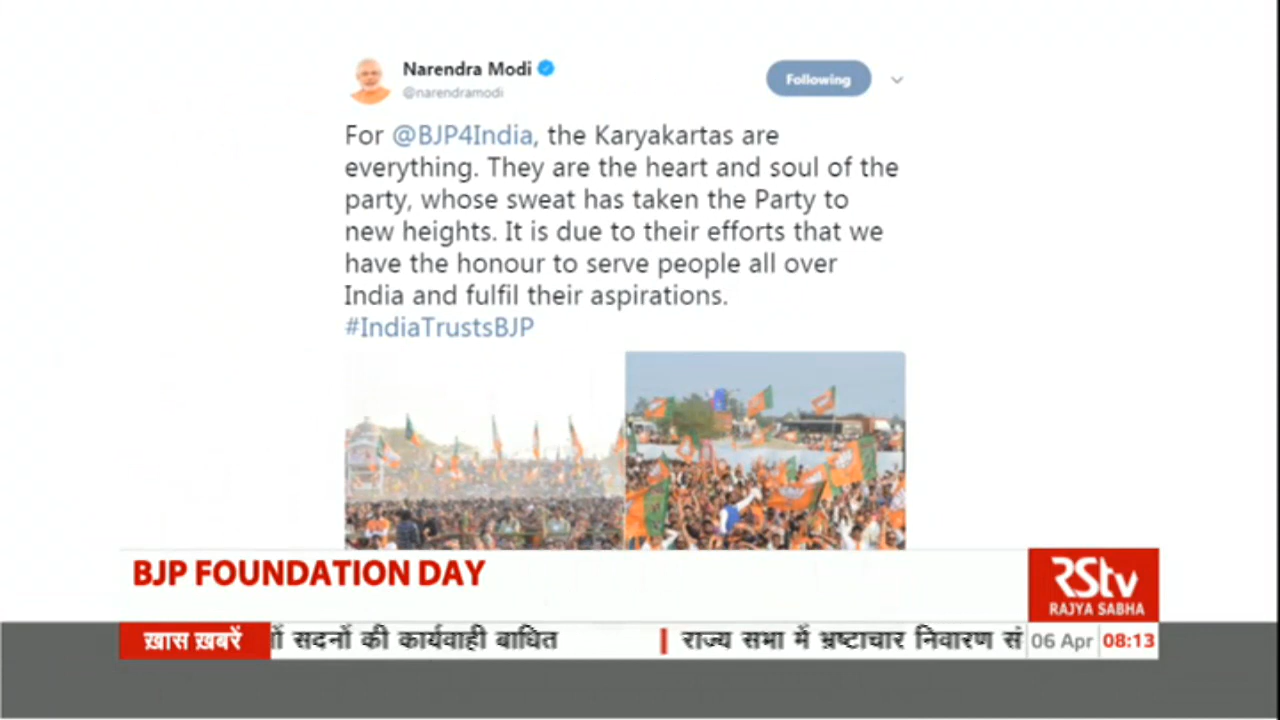 Narendra Modi
@narendramodi
Following
For @BJP4India, the Karyakartas are
everything. They are the heart and soul of the
party, whose sweat has taken the Party to
new heights. It is due to their efforts that we
have the honour to serve people all over
India and fulfil their aspirations.
#IndiaTrustsBJP
BJP FOUNDATION DAY
RStv
RAJYA SABHA
ख़ास ख़बरें
सदनों की कार्यवाही बाधित | राज्य सभा में भ्रष्टाचार निवारण सं
06 Apr 08:13